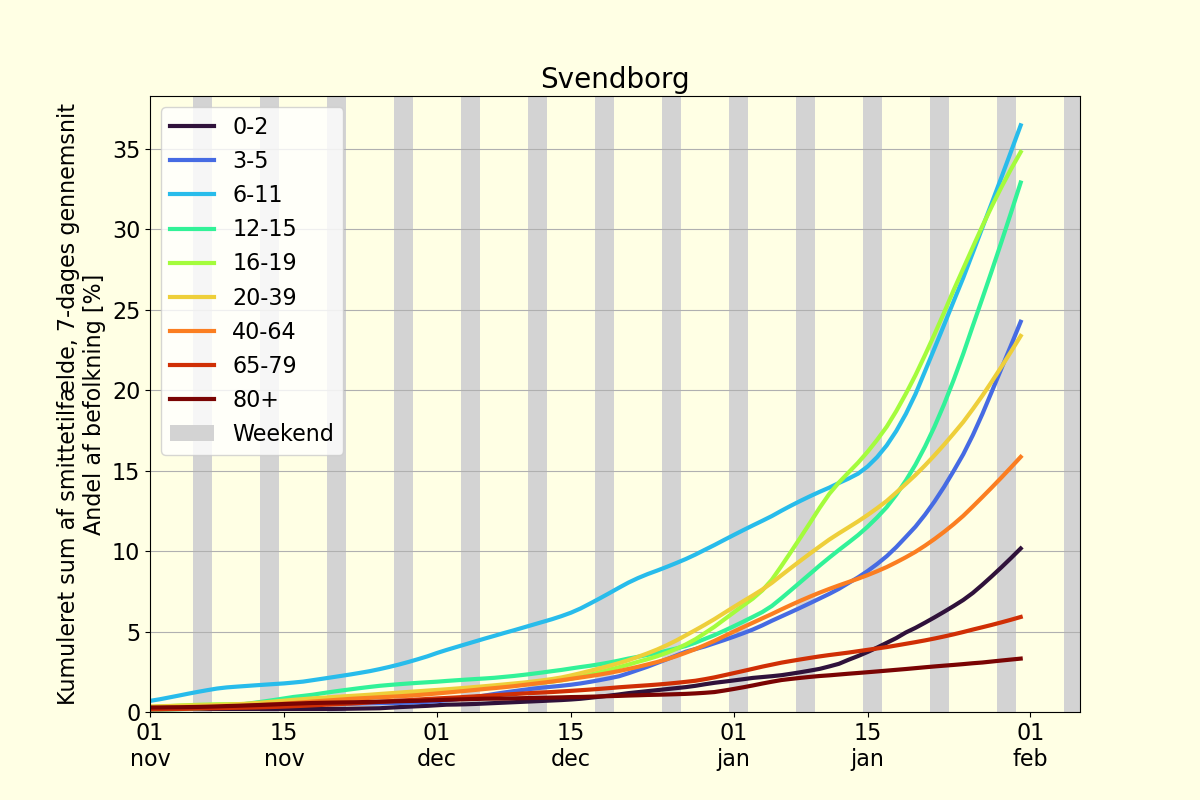 Svendborg
Kumuleret sum af smittetilfælde, 7-dages gennemsnit
Andel af befolkning [%]
35
30
25
20
15
10
5
0
0-2
3-5
6-11
12-15
16-19
20-39
40-64
65-79
80+
Weekend
01 15 01 15 01 15 01
nov nov dec dec jan jan feb